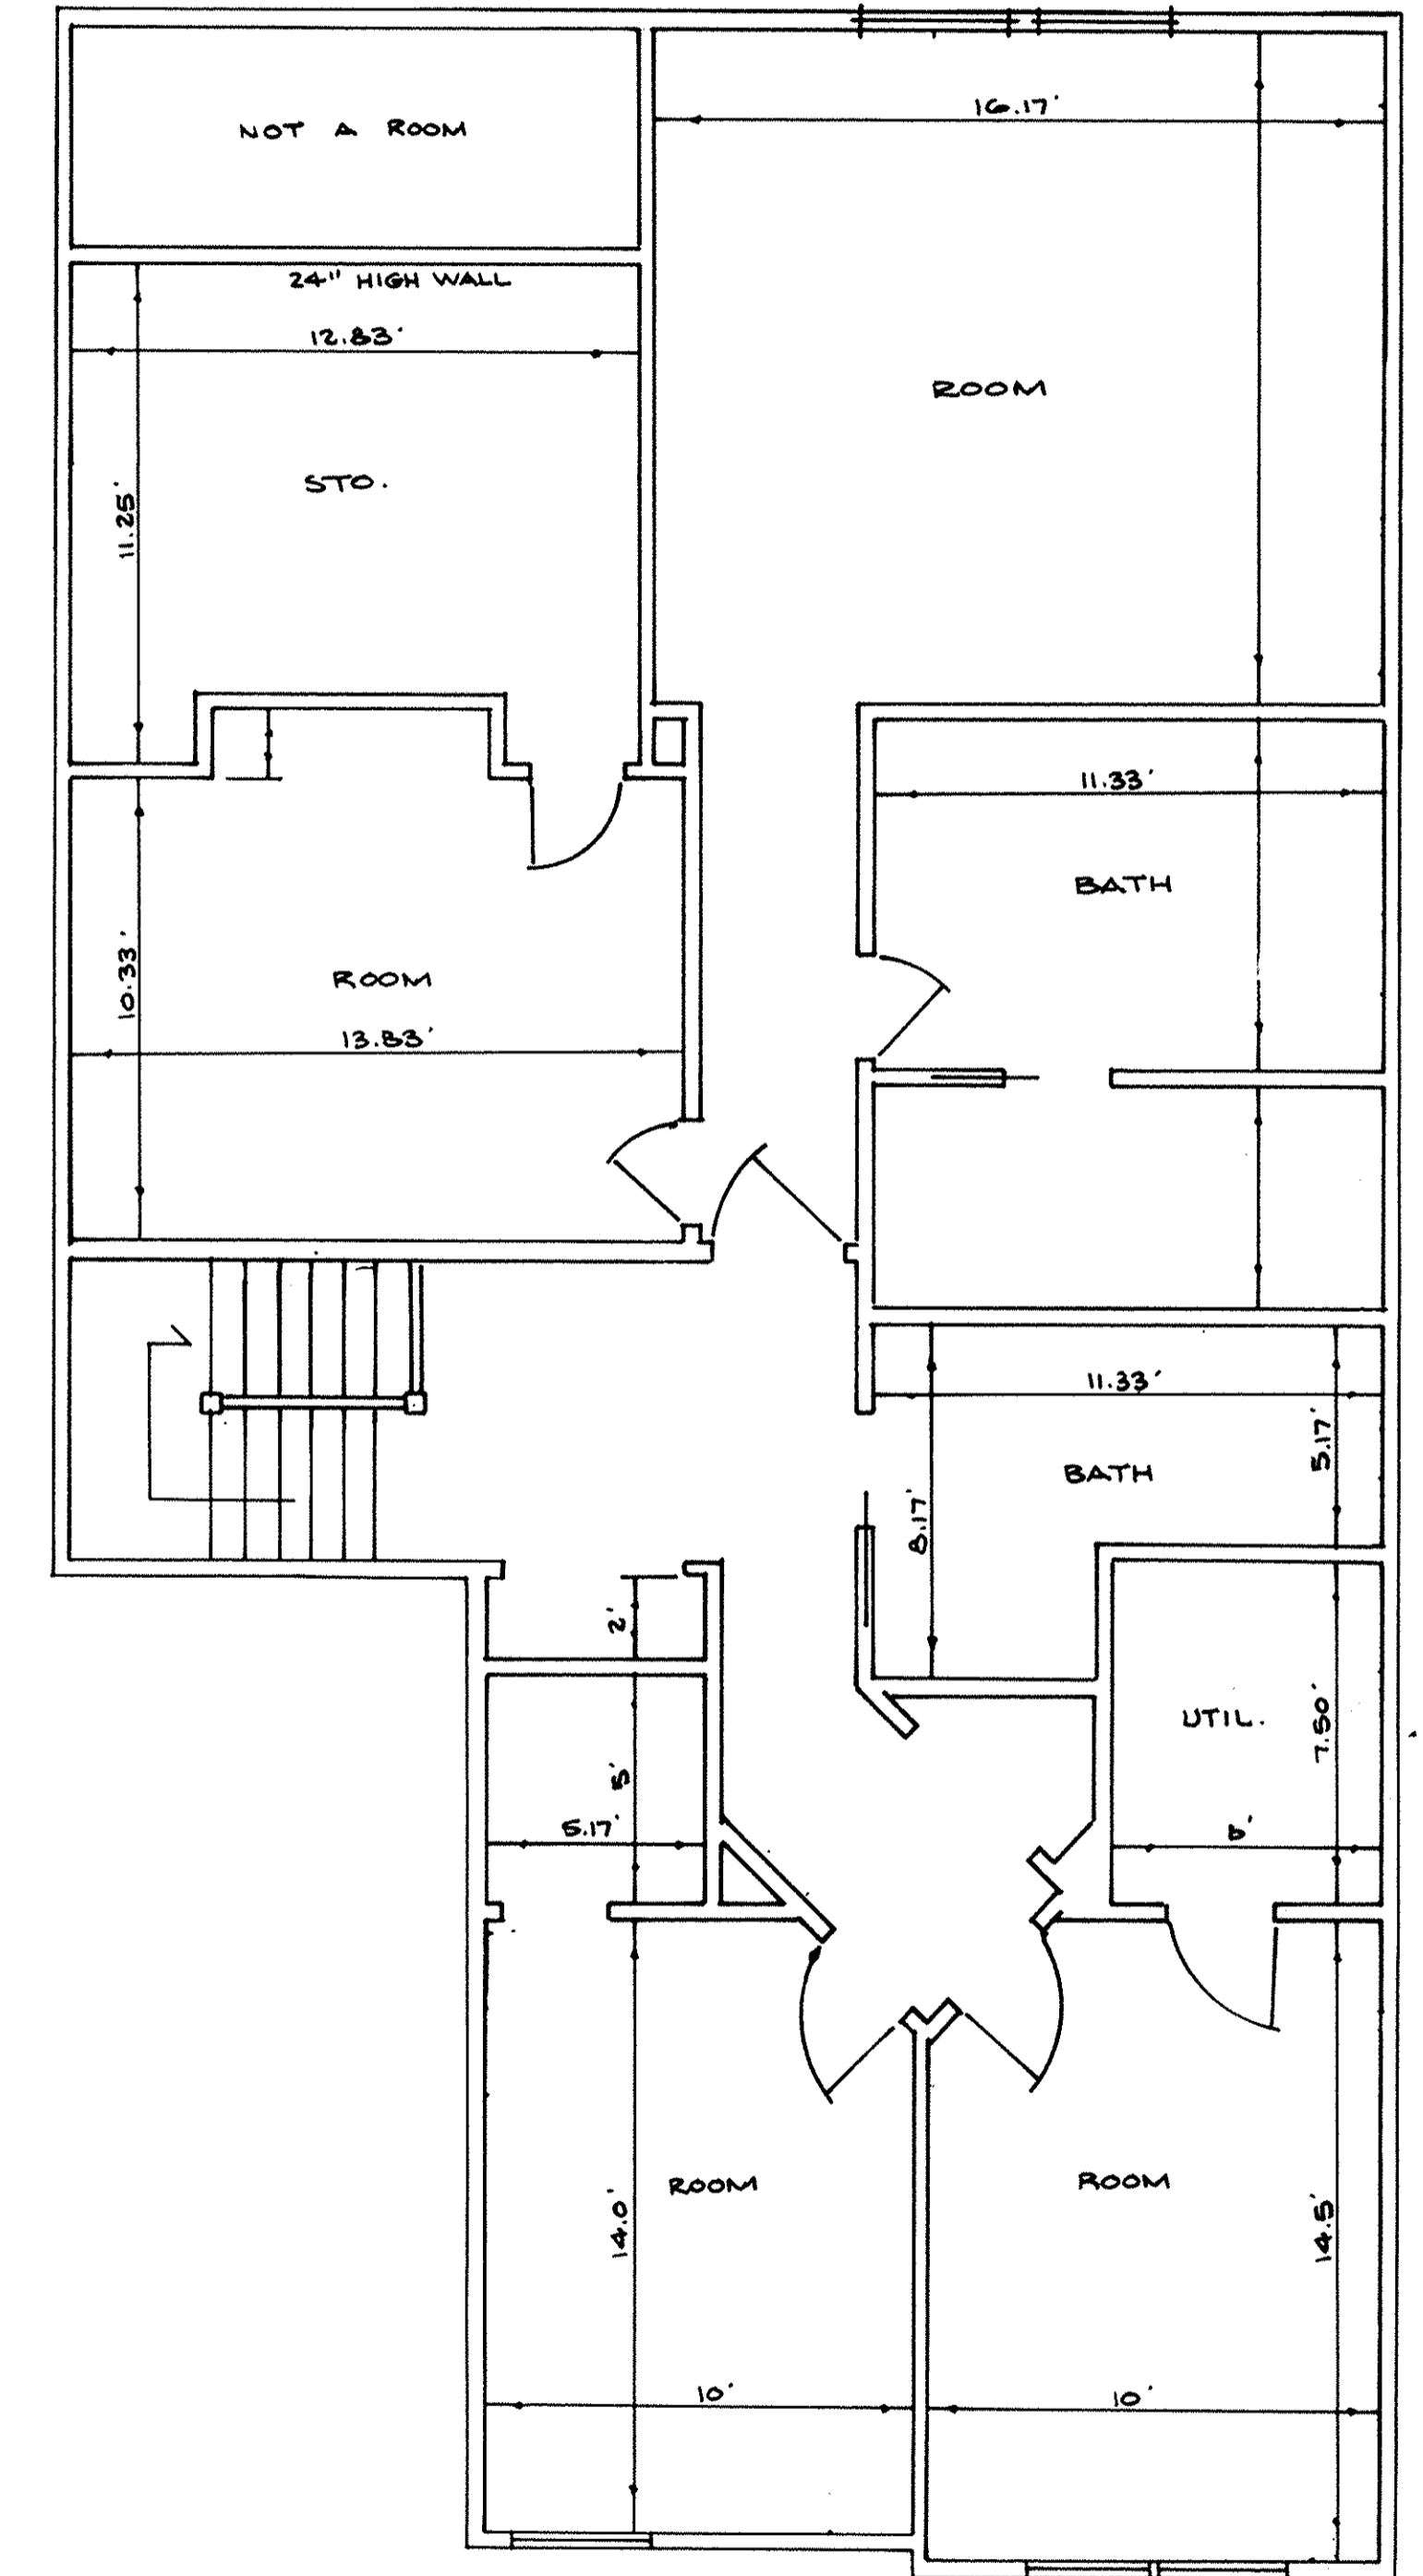 16.17'
NOT A ROOM
24" HIGH WALL
12.83'
ROOM
STO.
11.25'
11.33'
BATH
10.33'
ROOM
13.83'
11.33'
5.17'
BATH
8.17'
2'
UTIL.
7.50'
5'
5.17'
ROOM
ROOM
14.0'
14.5'
10'
10'